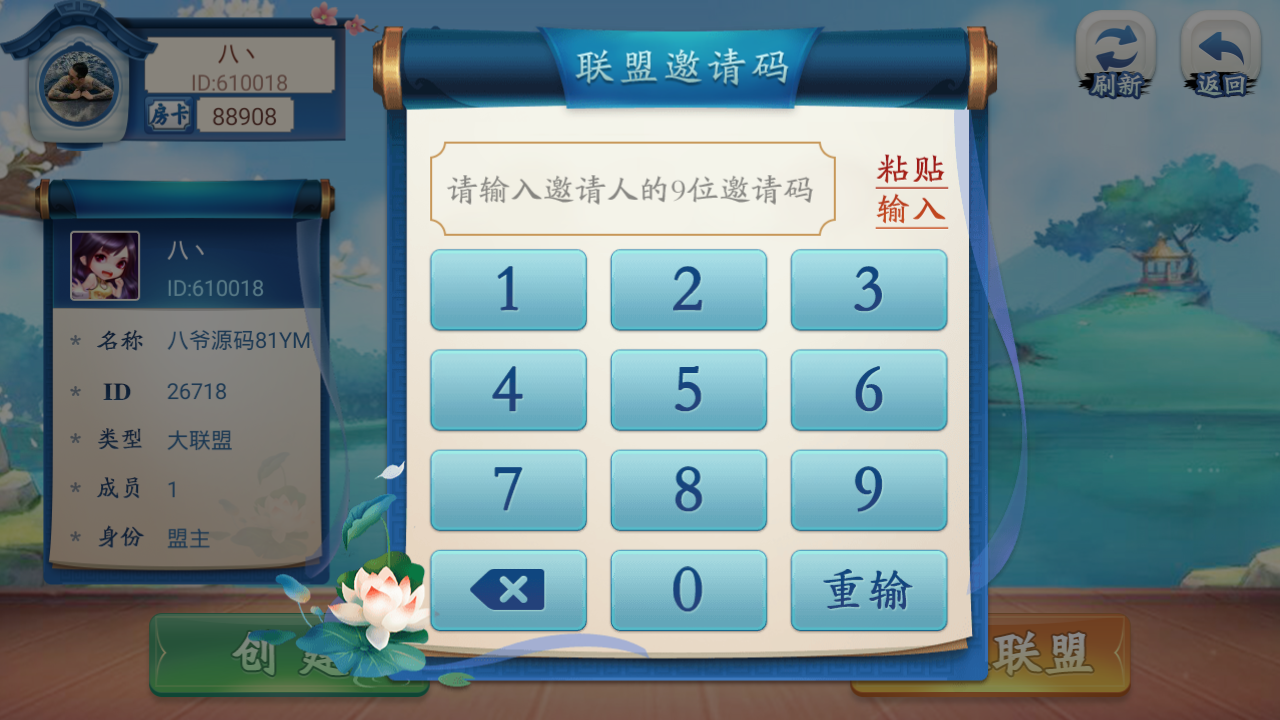 八丶
ID:610018
房卡 88908
联盟邀请码
刷新
返回
请输入邀请人的9位邀请码
粘贴
输入
八丶
ID:610018
* 名称 八爷源码81YM
* ID 26718
* 类型 大联盟
* 成员 1
* 身份 盟主
1 2 3
4 5 6
7 8 9
0 重输
创建
联盟